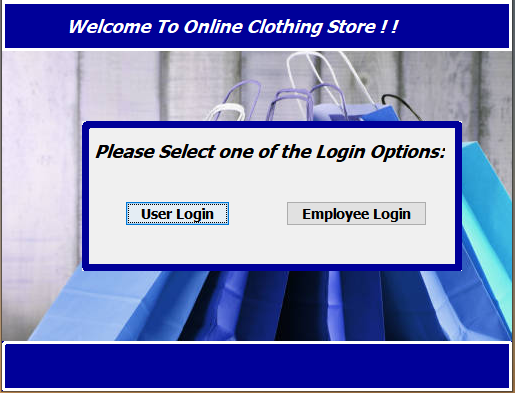 Welcome To Online Clothing Store ! !
Please Select one of the Login Options:
User Login
Employee Login